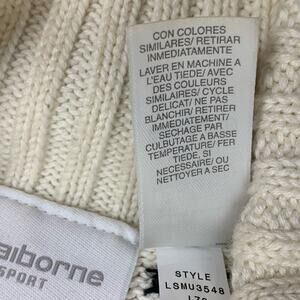 CON COLORES
SIMILARES/ RETIRAR
INMEDIATAMENTE
LAVER EN MACHINE A
L'EAU TIEDE/ AVEC
DES COULEURS
SIMILAIRES/ CYCLE
DELICAT/ NE PAS
BLANCHIR/ RETIRER
IMMEDIATEMENT/
SECHAGE PAR
CULBUTAGE A BASSE
TEMPERATURE/ FER
TIEDE, SI
NECESSAIRE/ OU
NETTOYER A SEC
aiborne
SPORT
STYLE
LSMU3548